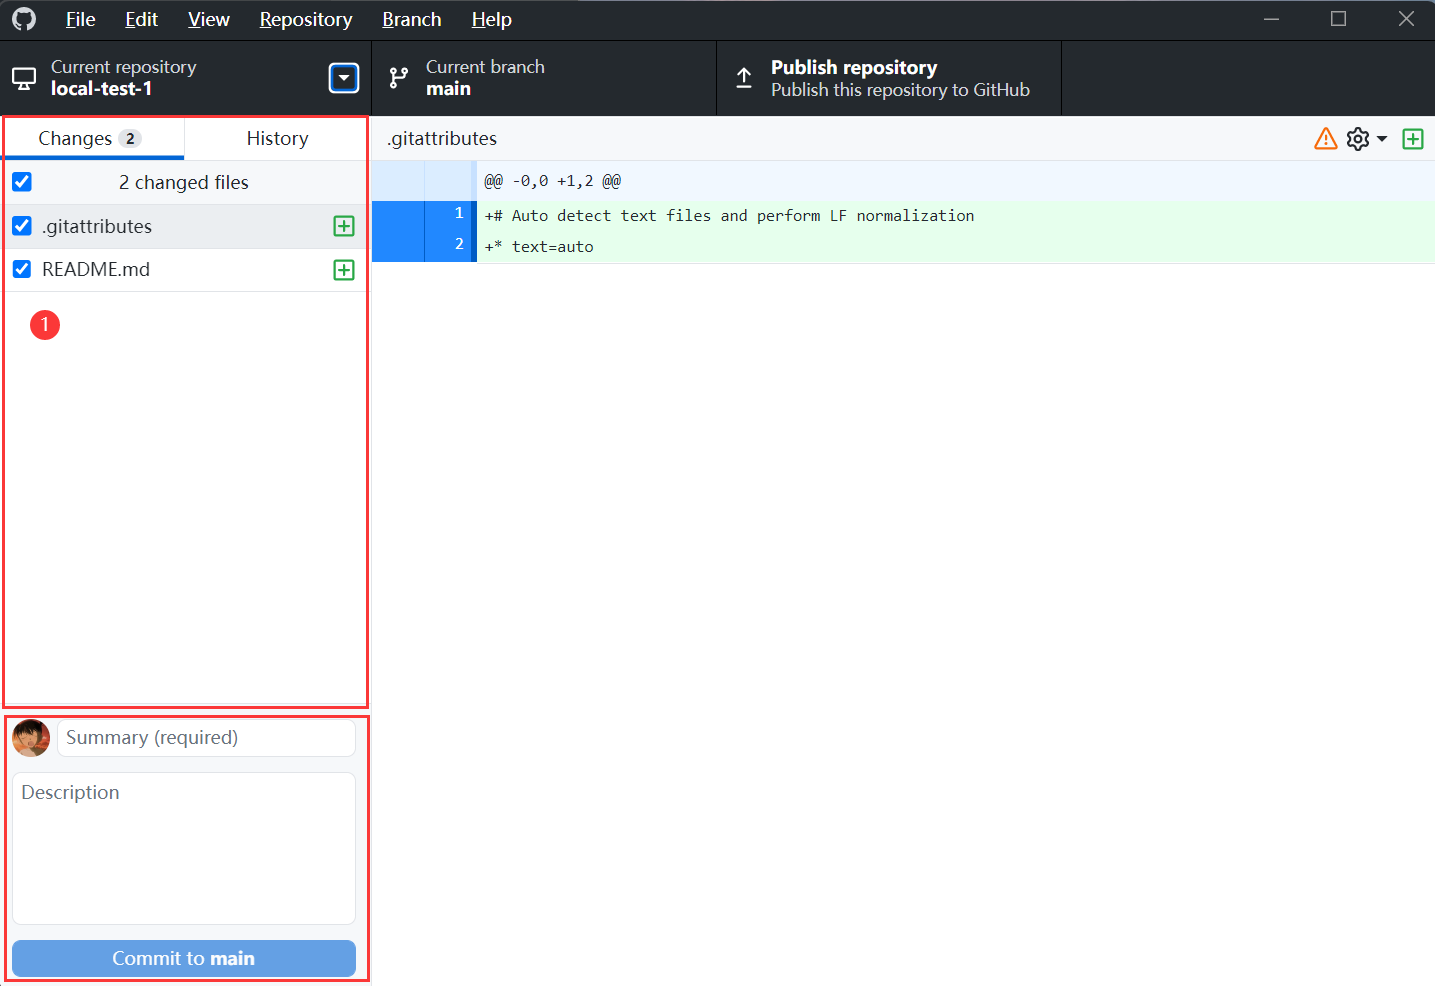 File Edit View Repository Branch Help
Current repository
local-test-1
Current branch
main
Publish repository
Publish this repository to GitHub
Changes 2
History
.gitattributes
2 changed files
@@ -0,0 +1,2 @@
.gitattributes
1 +# Auto detect text files and perform LF normalization
2 +* text=auto
README.md
1
Summary (required)
Description
Commit to main